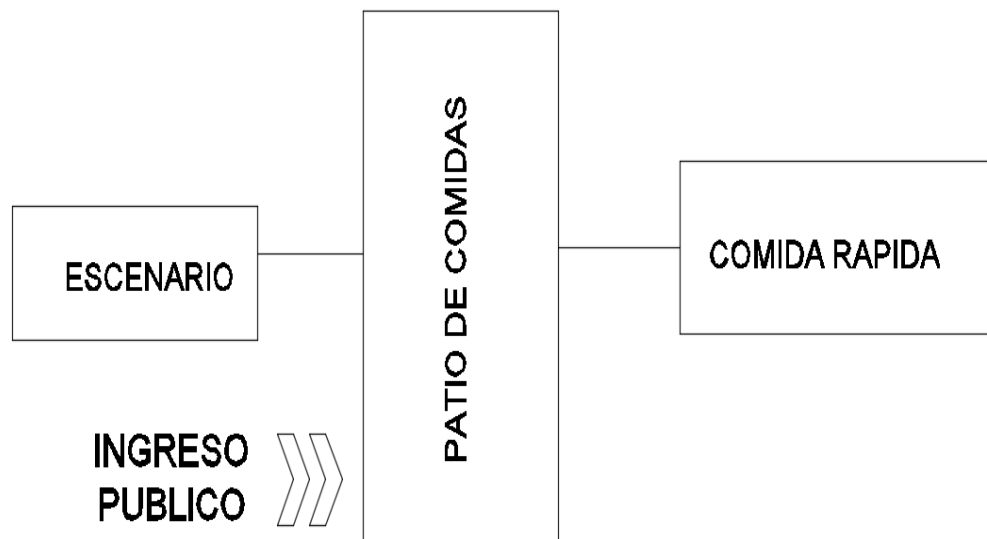 ESCENARIO
PATIO DE COMIDAS
COMIDA RAPIDA
INGRESO
PUBLICO